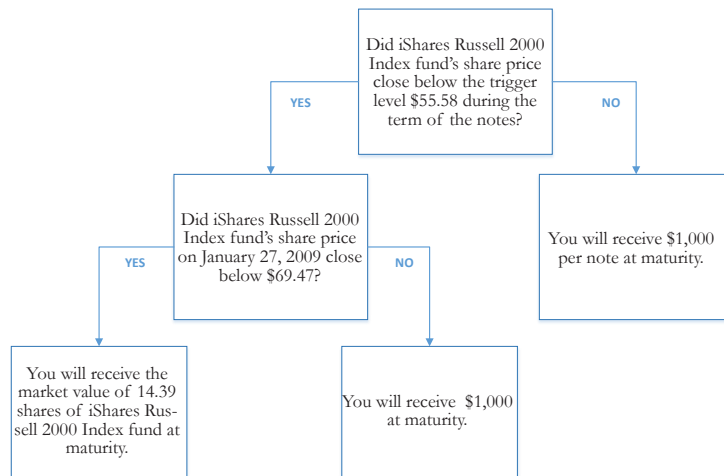 Did iShares Russell 2000
Index fund's share price
close below the trigger
level $55.58 during the
term of the notes?
YES
NO
Did iShares Russell 2000
Index fund's share price
on January 27, 2009 close
below $69.47?
You will receive $1,000
per note at maturity.
YES
NO
You will receive the
market value of 14.39
shares of iShares Rus-
sell 2000 Index fund at
maturity.
You will receive  $1,000
at maturity.